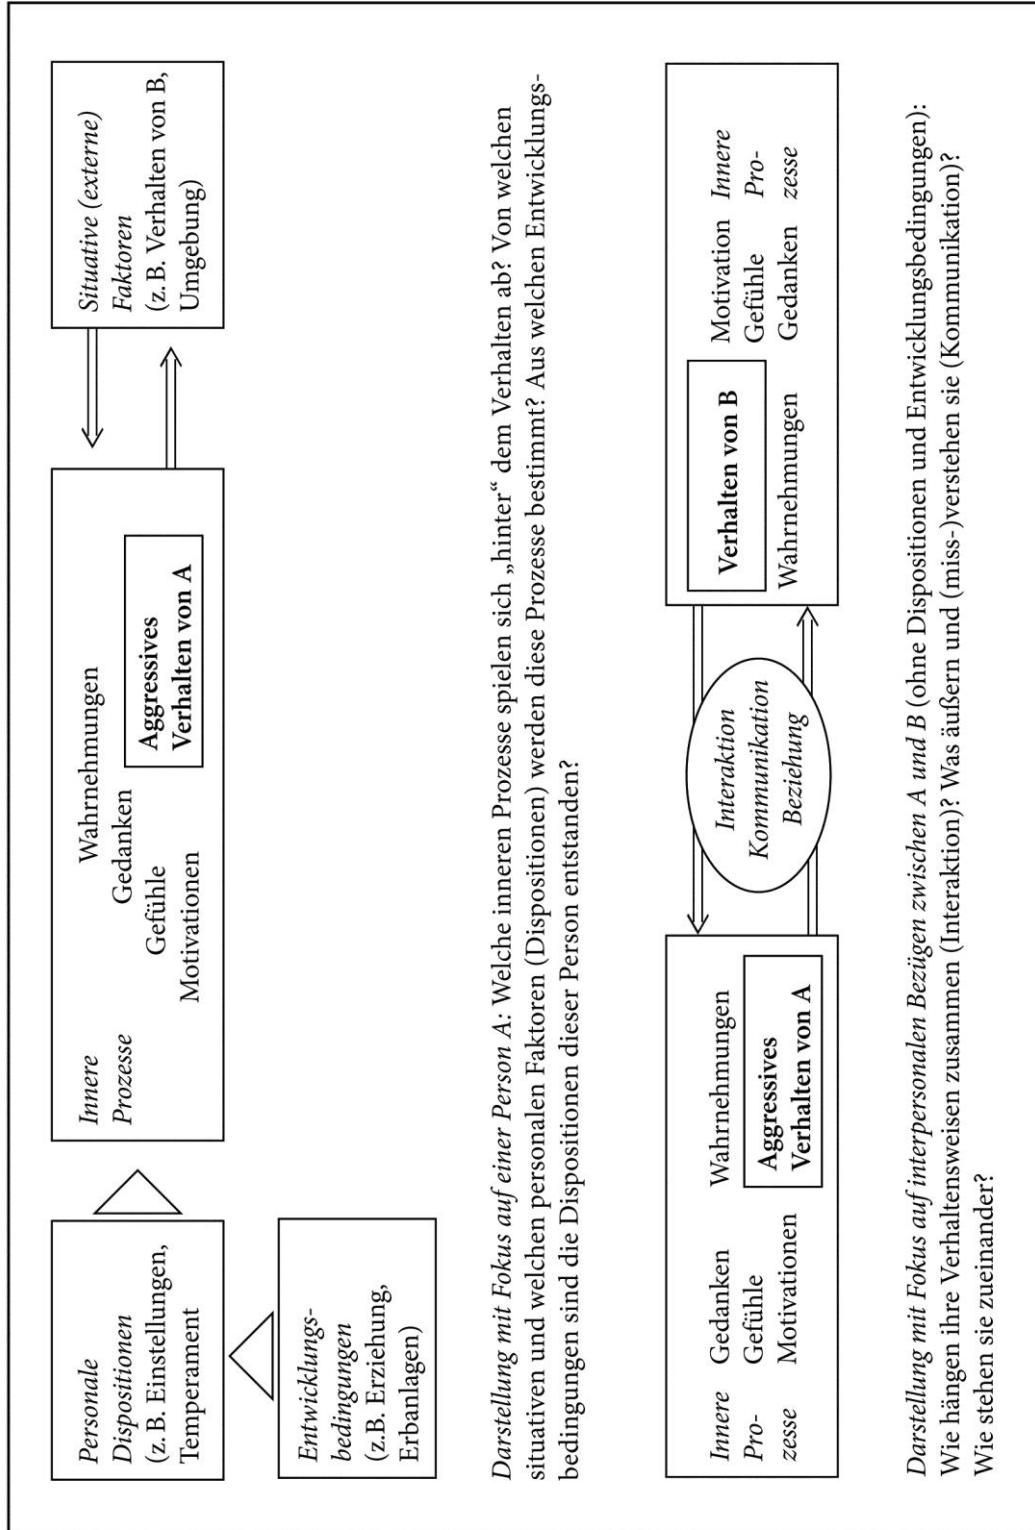 Personale
Dispositionen
(z. B. Einstellungen,
Temperament
Entwicklungs-
bedingungen
(z. B. Erziehung,
Erbanlagen)
Innere
Prozesse
Wahrnehmungen
Gedanken
Gefühle
Motivationen
Aggressives
Verhalten von A
Situative (externe)
Faktoren
(z. B. Verhalten von B,
Umgebung)
Darstellung mit Fokus auf einer Person A: Welche inneren Prozesse spielen sich „hinter“ dem Verhalten ab? Von welchen
situativen und welchen personalen Faktoren (Dispositionen) werden diese Prozesse bestimmt? Aus welchen Entwicklungs-
bedingungen sind die Dispositionen dieser Person entstanden?
Innere
Pro-
zesse
Gedanken
Gefühle
Motivationen
Wahrnehmungen
Aggressives
Verhalten von A
Interaktion
Kommunikation
Beziehung
Verhalten von B
Wahrnehmungen
Motivation
Gefühle
Gedanken
Innere
Pro-
zesse
Darstellung mit Fokus auf interpersonalen Bezügen zwischen A und B (ohne Dispositionen und Entwicklungsbedingungen):
Wie hängen ihre Verhaltensweisen zusammen (Interaktion)? Was äußern und (miss-)verstehen sie (Kommunikation)?
Wie stehen sie zueinander?